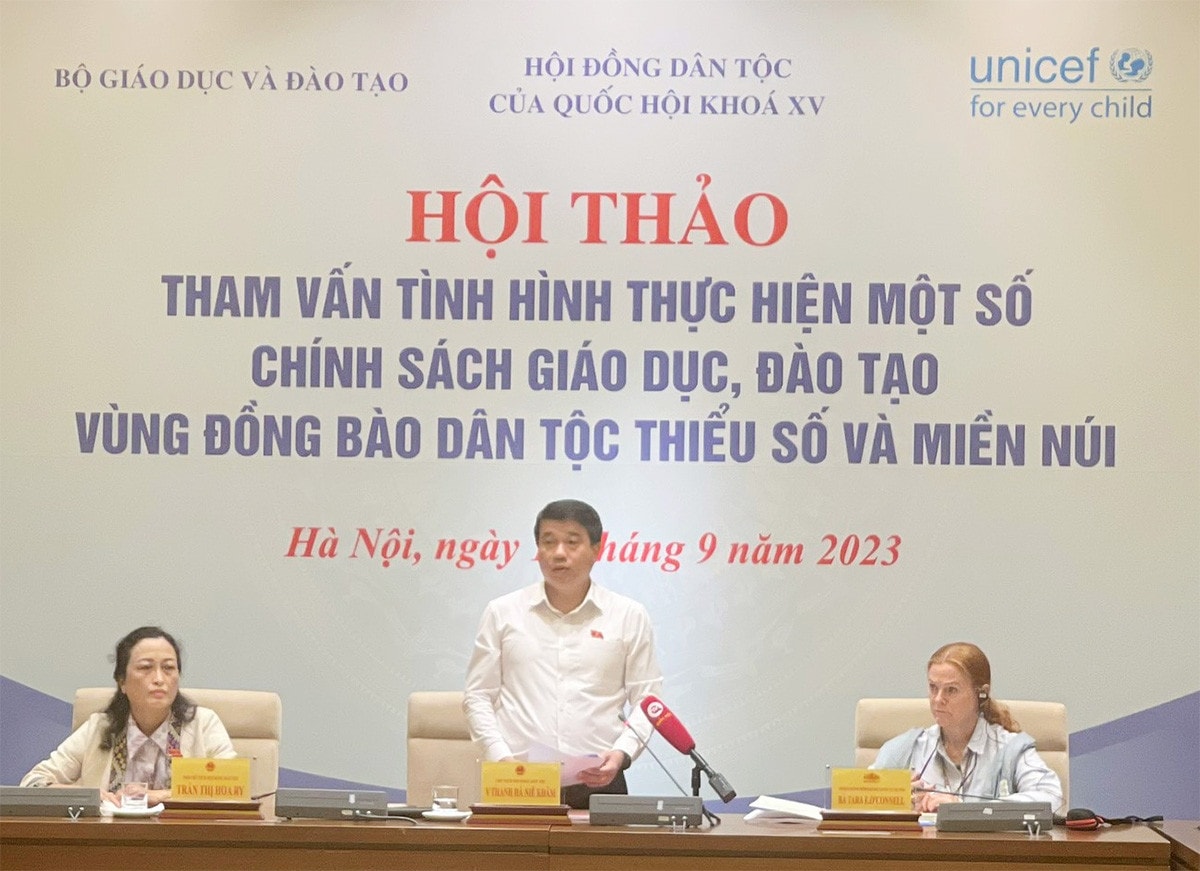 BỘ GIÁO DỤC VÀ ĐÀO TẠO
HỘI ĐỒNG DÂN TỘC
CỦA QUỐC HỘI KHOÁ XV
unicef
for every child
HỘI THẢO
THAM VẤN TÌNH HÌNH THỰC HIỆN MỘT SỐ
CHÍNH SÁCH GIÁO DỤC, ĐÀO TẠO
VÙNG ĐỒNG BÀO DÂN TỘC THIỂU SỐ VÀ MIỀN NÚI
Hà Nội, ngày háng 9 năm 2023
TRẦN THỊ HOA RY
Y THANH HÀ NIÊ KĐĂM
BÀ TARA E.O'CONNELL